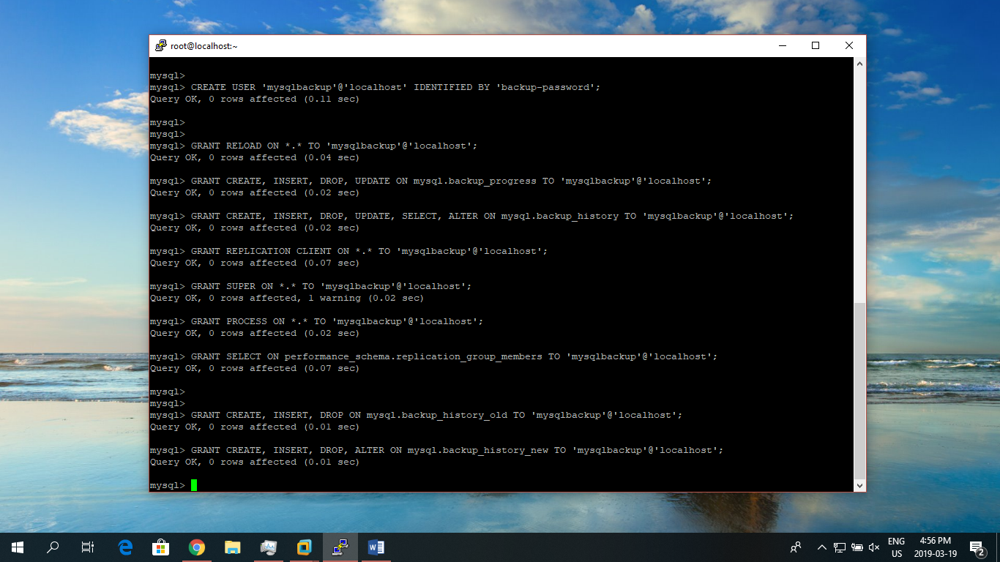 root@localhost:~
mysql>
mysql> CREATE USER 'mysqlbackup'@'localhost' IDENTIFIED BY 'backup-password';
Query OK, 0 rows affected (0.11 sec)
mysql>
mysql>
mysql> GRANT RELOAD ON *.* TO 'mysqlbackup'@'localhost';
Query OK, 0 rows affected (0.04 sec)
mysql> GRANT CREATE, INSERT, DROP, UPDATE ON mysql.backup_progress TO 'mysqlbackup'@'localhost';
Query OK, 0 rows affected (0.02 sec)
mysql> GRANT CREATE, INSERT, DROP, UPDATE, SELECT, ALTER ON mysql.backup_history TO 'mysqlbackup'@'localhost';
Query OK, 0 rows affected (0.02 sec)
mysql> GRANT REPLICATION CLIENT ON *.* TO 'mysqlbackup'@'localhost';
Query OK, 0 rows affected (0.07 sec)
mysql> GRANT SUPER ON *.* TO 'mysqlbackup'@'localhost';
Query OK, 0 rows affected, 1 warning (0.02 sec)
mysql> GRANT PROCESS ON *.* TO 'mysqlbackup'@'localhost';
Query OK, 0 rows affected (0.02 sec)
mysql> GRANT SELECT ON performance_schema.replication_group_members TO 'mysqlbackup'@'localhost';
Query OK, 0 rows affected (0.07 sec)
mysql>
mysql>
mysql> GRANT CREATE, INSERT, DROP ON mysql.backup_history_old TO 'mysqlbackup'@'localhost';
Query OK, 0 rows affected (0.01 sec)
mysql> GRANT CREATE, INSERT, DROP, ALTER ON mysql.backup_history_new TO 'mysqlbackup'@'localhost';
Query OK, 0 rows affected (0.01 sec)
mysql>
ENG
US
4:56 PM
2019-03-19
2